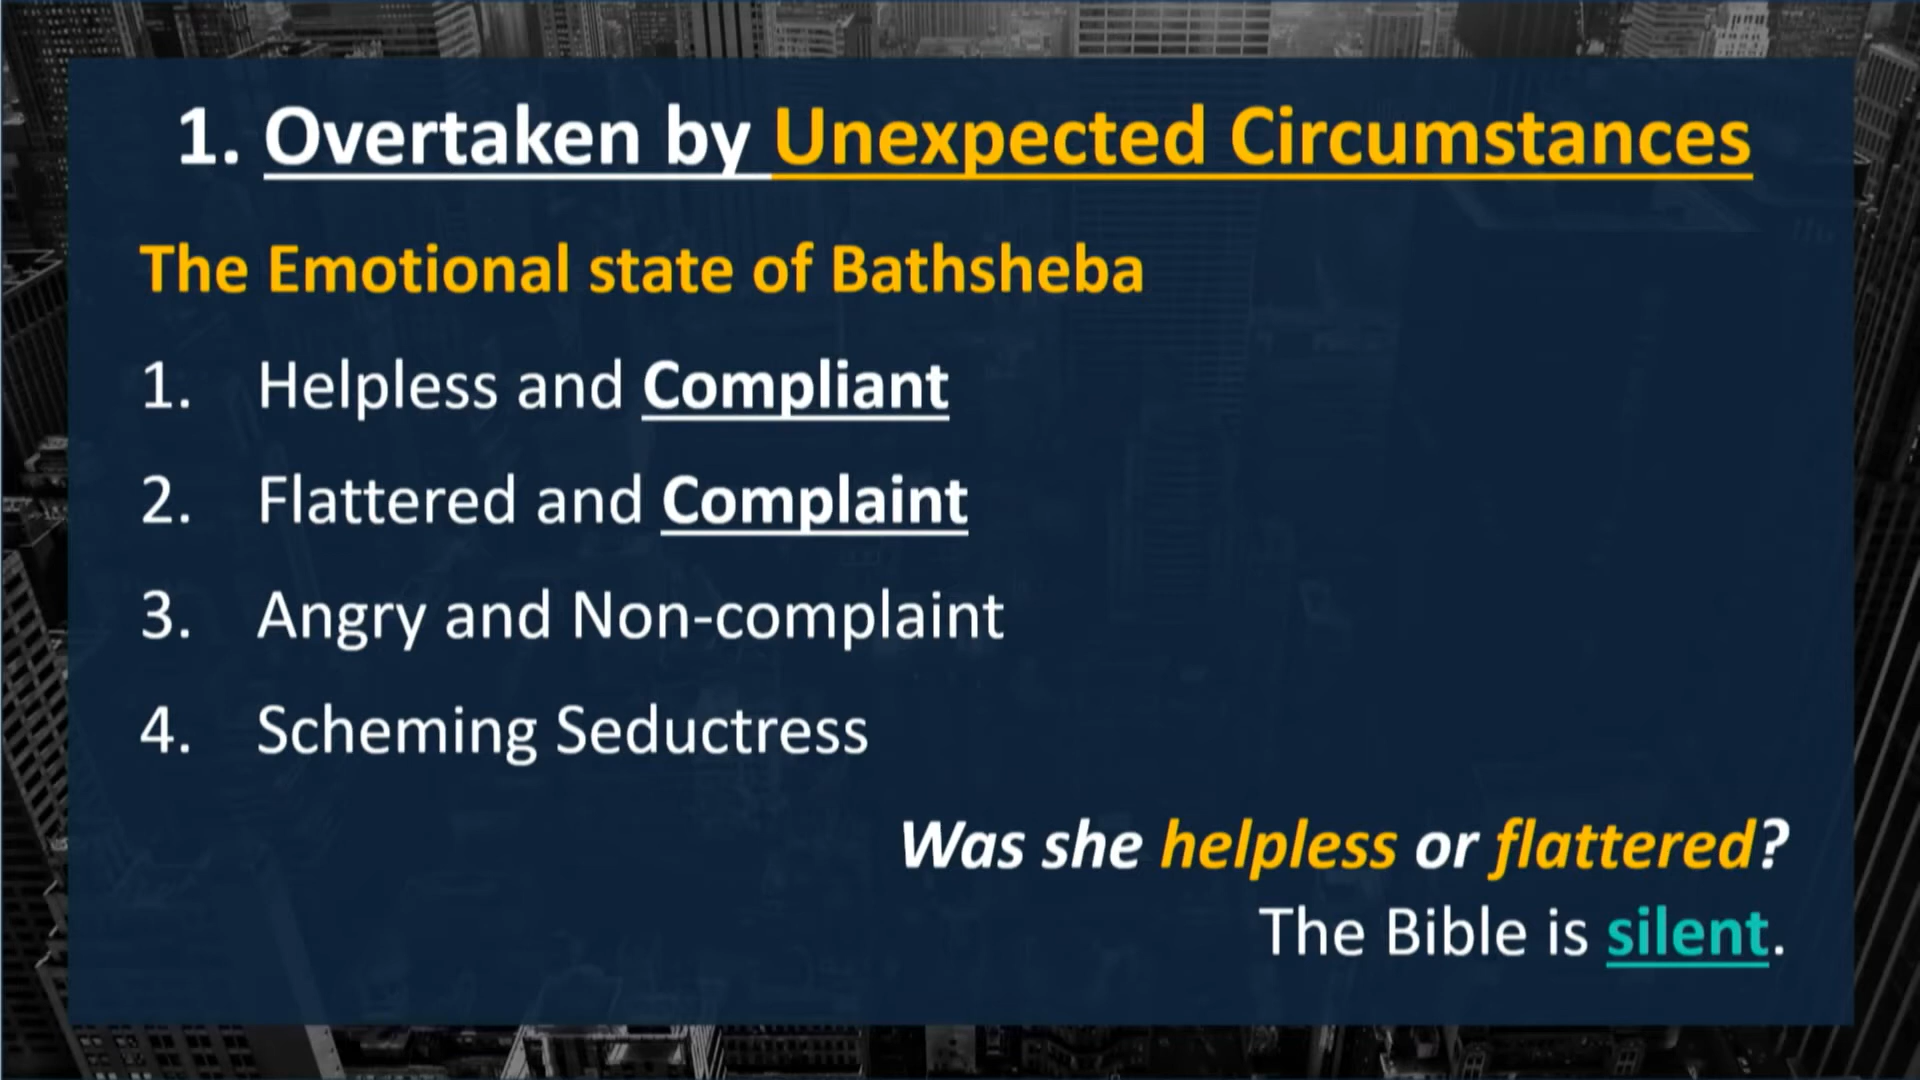 1. Overtaken by Unexpected Circumstances
The Emotional state of Bathsheba
1. Helpless and Compliant
2. Flattered and Complaint
3. Angry and Non-complaint
4. Scheming Seductress
Was she helpless or flattered?
The Bible is silent.